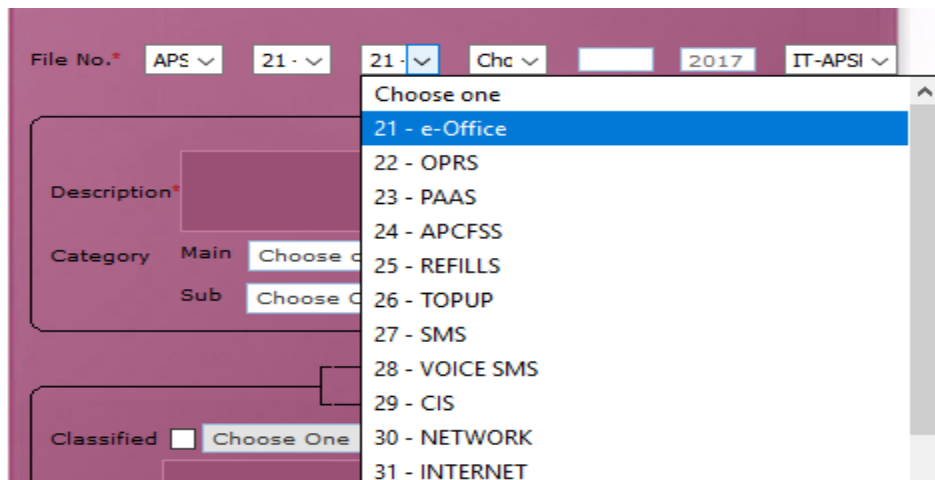 File No.* APS 21 - 21 - Cho 2017 IT-APSI
Choose one
21 - e-Office
Description*
22 - OPRS
23 - PAAS
24 - APCFSS
Category Main Choose o
25 - REFILLS
Sub Choose O
26 - TOPUP
27 - SMS
28 - VOICE SMS
29 - CIS
Classified Choose One
30 - NETWORK
31 - INTERNET